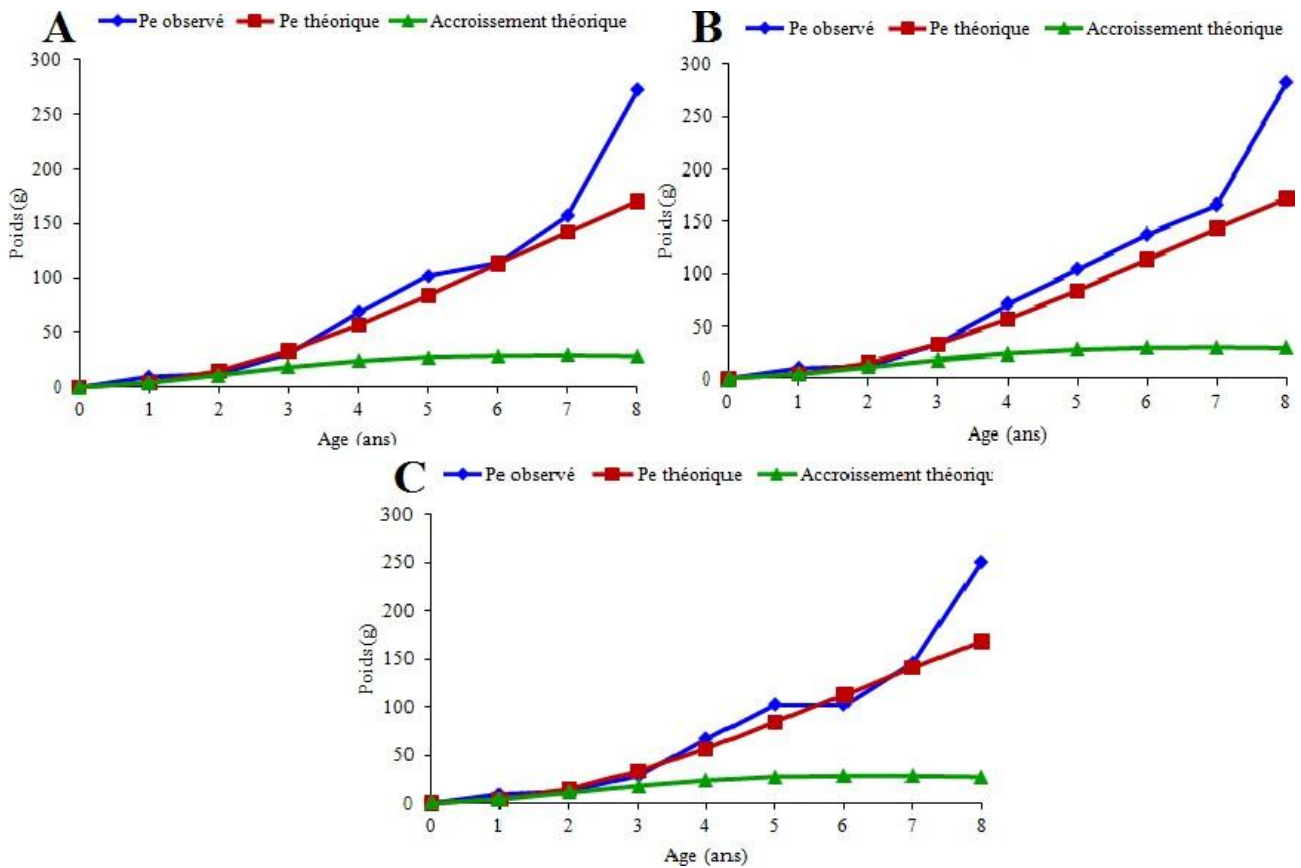 A Pe observé Pe théorique Accroissement théorique
300
250
200
150
100
50
0
Poids (g)
0 1 2 3 4 5 6 7 8
Age (ans)
B Pe observé Pe théorique Accroissement théorique
300
250
200
150
100
50
0
Poids (g)
0 1 2 3 4 5 6 7 8
Age (ans)
C Pe observé Pe théorique Accroissement théoriqu
300
250
200
150
100
50
0
Poids (g)
0 1 2 3 4 5 6 7 8
Age (ans)